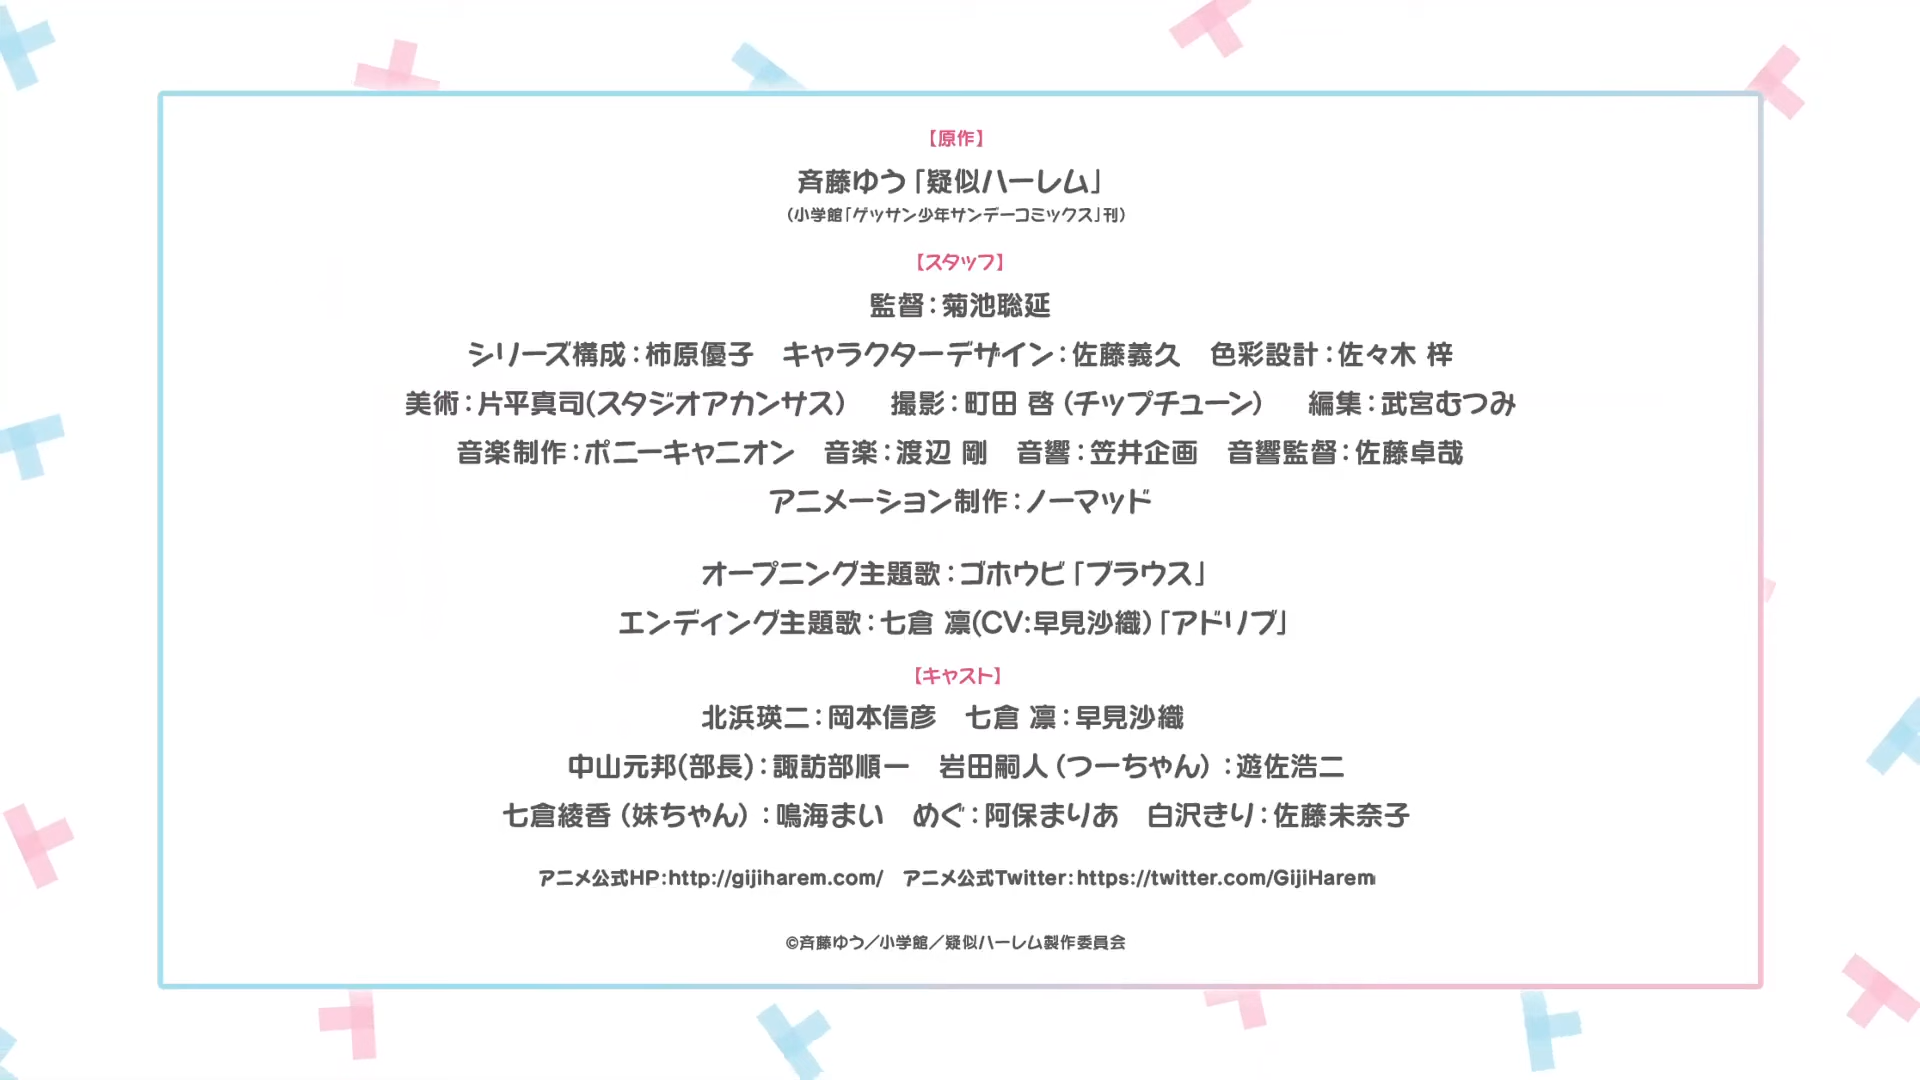 【原作】
斉藤ゆう「疑似ハーレム」
(小学館「ゲッサン少年サンデーコミックス」刊)
【スタッフ】
監督：菊池聡延
シリーズ構成：柿原優子　キャラクターデザイン：佐藤義久　色彩設計：佐々木 梓
美術：片平真司(スタジオアカンサス)　撮影：町田 啓 (チップチューン)　編集：武宮むつみ
音楽制作：ポニーキャニオン　音楽：渡辺 剛　音響：笠井企画　音響監督：佐藤卓哉
アニメーション制作：ノーマッド
オープニング主題歌：ゴホウビ「ブラウス」
エンディング主題歌：七倉 凛(CV:早見沙織)「アドリブ」
【キャスト】
北浜瑛二：岡本信彦　七倉 凛：早見沙織
中山元邦(部長)：諏訪部順一　岩田嗣人 (つーちゃん) ：遊佐浩二
七倉綾香 (妹ちゃん) ：鳴海まい　めぐ：阿保まりあ　白沢きり：佐藤未奈子
アニメ公式HP：http://gijiharem.com/　アニメ公式Twitter：https://twitter.com/GijiHarem
©斉藤ゆう／小学館／疑似ハーレム製作委員会